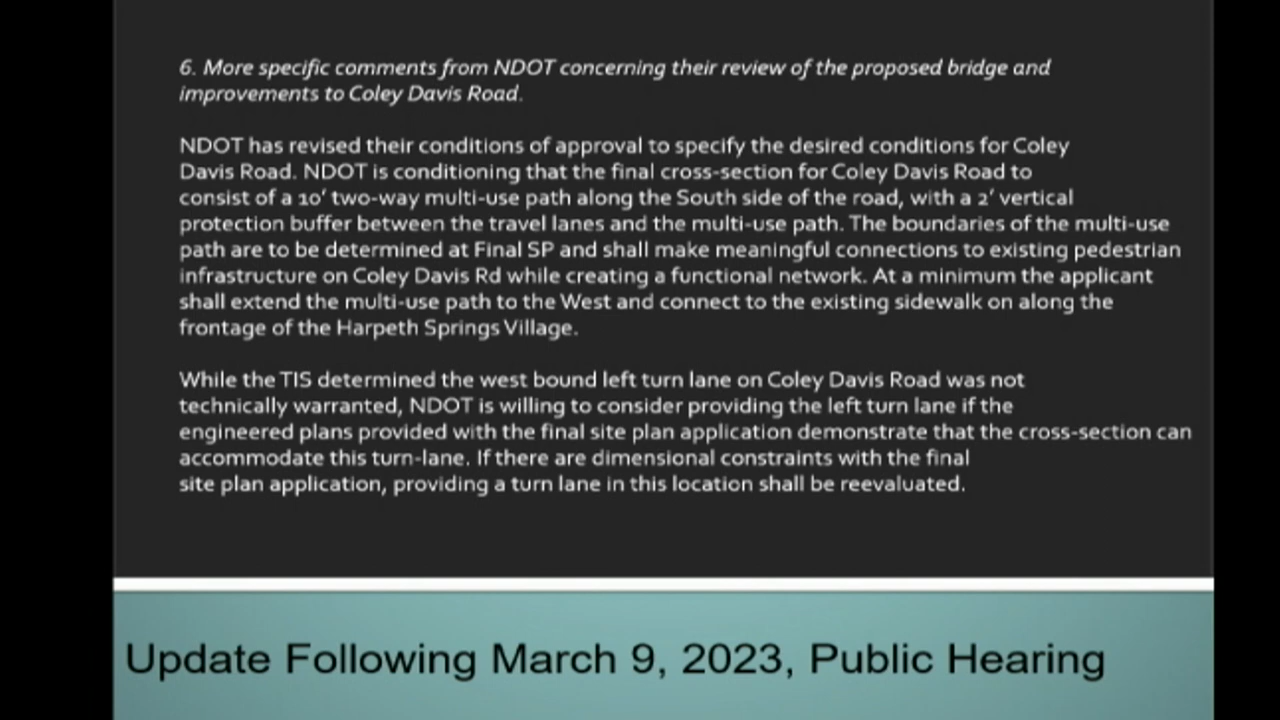 6. More specific comments from NDOT concerning their review of the proposed bridge and
improvements to Coley Davis Road.
NDOT has revised their conditions of approval to specify the desired conditions for Coley
Davis Road. NDOT is conditioning that the final cross-section for Coley Davis Road to
consist of a 10' two-way multi-use path along the South side of the road, with a 2' vertical
protection buffer between the travel lanes and the multi-use path. The boundaries of the multi-use
path are to be determined at Final SP and shall make meaningful connections to existing pedestrian
infrastructure on Coley Davis Rd while creating a functional network. At a minimum the applicant
shall extend the multi-use path to the West and connect to the existing sidewalk on along the
frontage of the Harpeth Springs Village.
While the TIS determined the west bound left turn lane on Coley Davis Road was not
technically warranted, NDOT is willing to consider providing the left turn lane if the
engineered plans provided with the final site plan application demonstrate that the cross-section can
accommodate this turn-lane. If there are dimensional constraints with the final
site plan application, providing a turn lane in this location shall be reevaluated.
Update Following March 9, 2023, Public Hearing